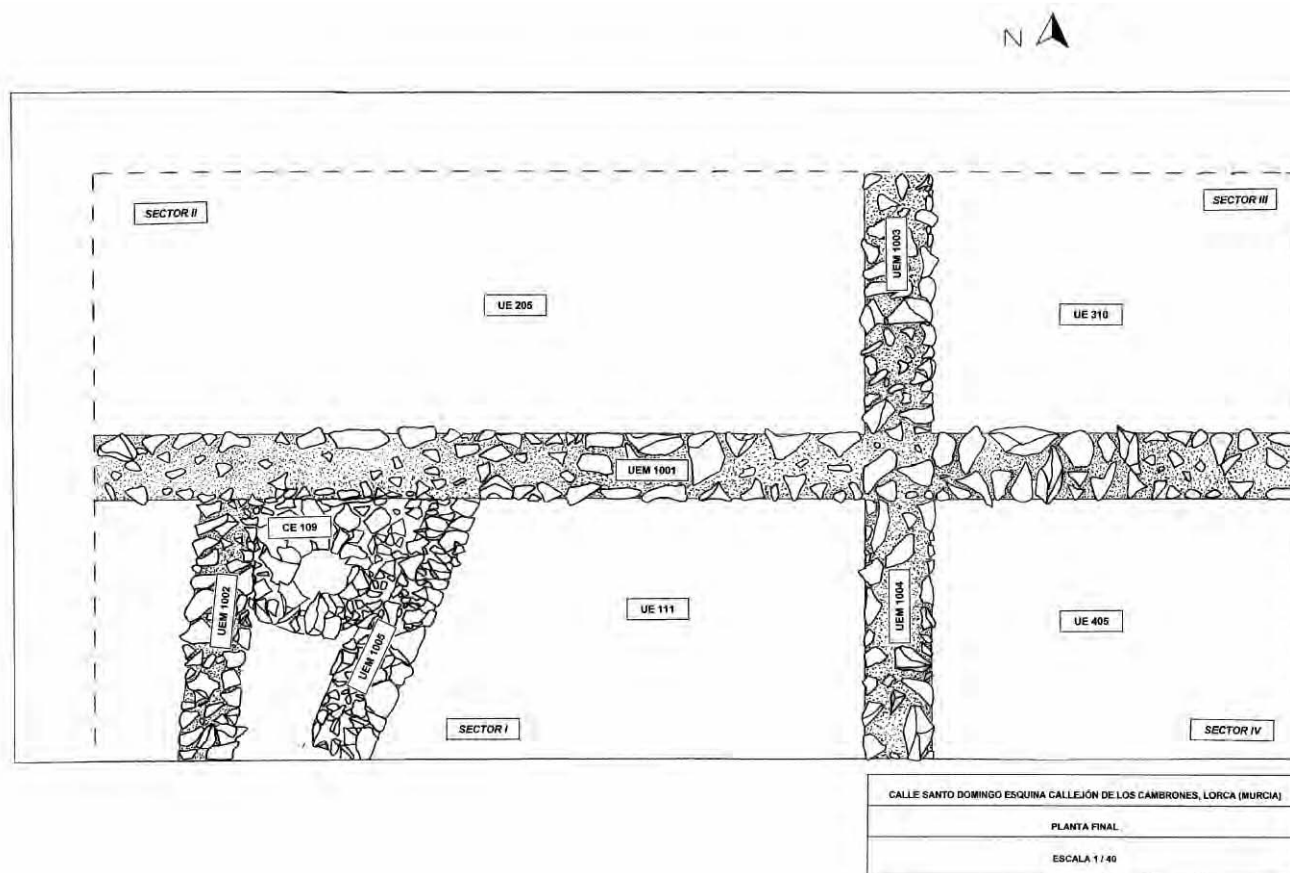 N
SECTOR II
SECTOR III
UEM 1003
UE 205
UE 310
UEM 1001
CE 109
UEM 1002
UEM 1004
UE 111
UE 405
UEM 1005
SECTOR I
SECTOR IV
CALLE SANTO DOMINGO ESQUINA CALLEJÓN DE LOS CAMBRONES, LORCA (MURCIA)
PLANTA FINAL
ESCALA 1 / 40